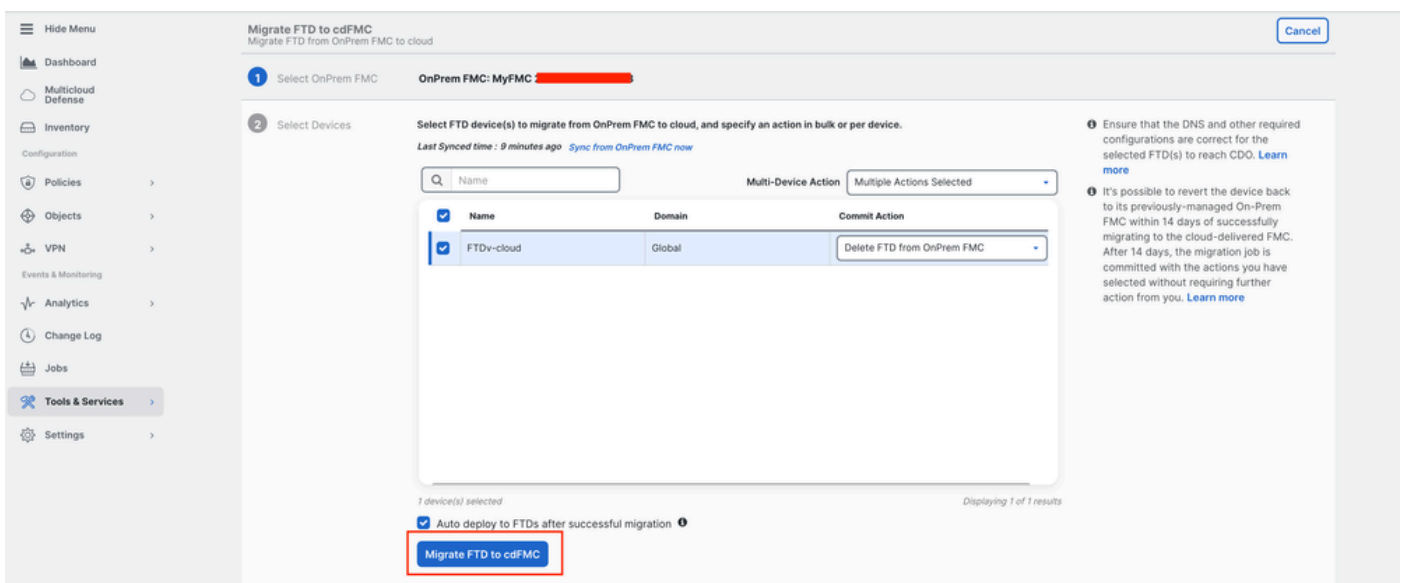 Hide Menu
Dashboard
Multicloud
Defense
Inventory
Configuration
Policies
Objects
VPN
Events & Monitoring
Analytics
Change Log
Jobs
Tools & Services
Settings
Migrate FTD to cdFMC
Migrate FTD from OnPrem FMC to cloud
Cancel
1 Select OnPrem FMC OnPrem FMC: MyFMC
2 Select Devices
Select FTD device(s) to migrate from OnPrem FMC to cloud, and specify an action in bulk or per device.
Last Synced time : 9 minutes ago Sync from OnPrem FMC now
Name
Multi-Device Action Multiple Actions Selected
Name Domain Commit Action
FTDv-cloud Global Delete FTD from OnPrem FMC
1 device(s) selected Displaying 1 of 1 results
Auto deploy to FTDs after successful migration
Migrate FTD to cdFMC
Ensure that the DNS and other required
configurations are correct for the
selected FTD(s) to reach CDO. Learn
more
It's possible to revert the device back
to its previously-managed On-Prem
FMC within 14 days of successfully
migrating to the cloud-delivered FMC.
After 14 days, the migration job is
committed with the actions you have
selected without requiring further
action from you. Learn more